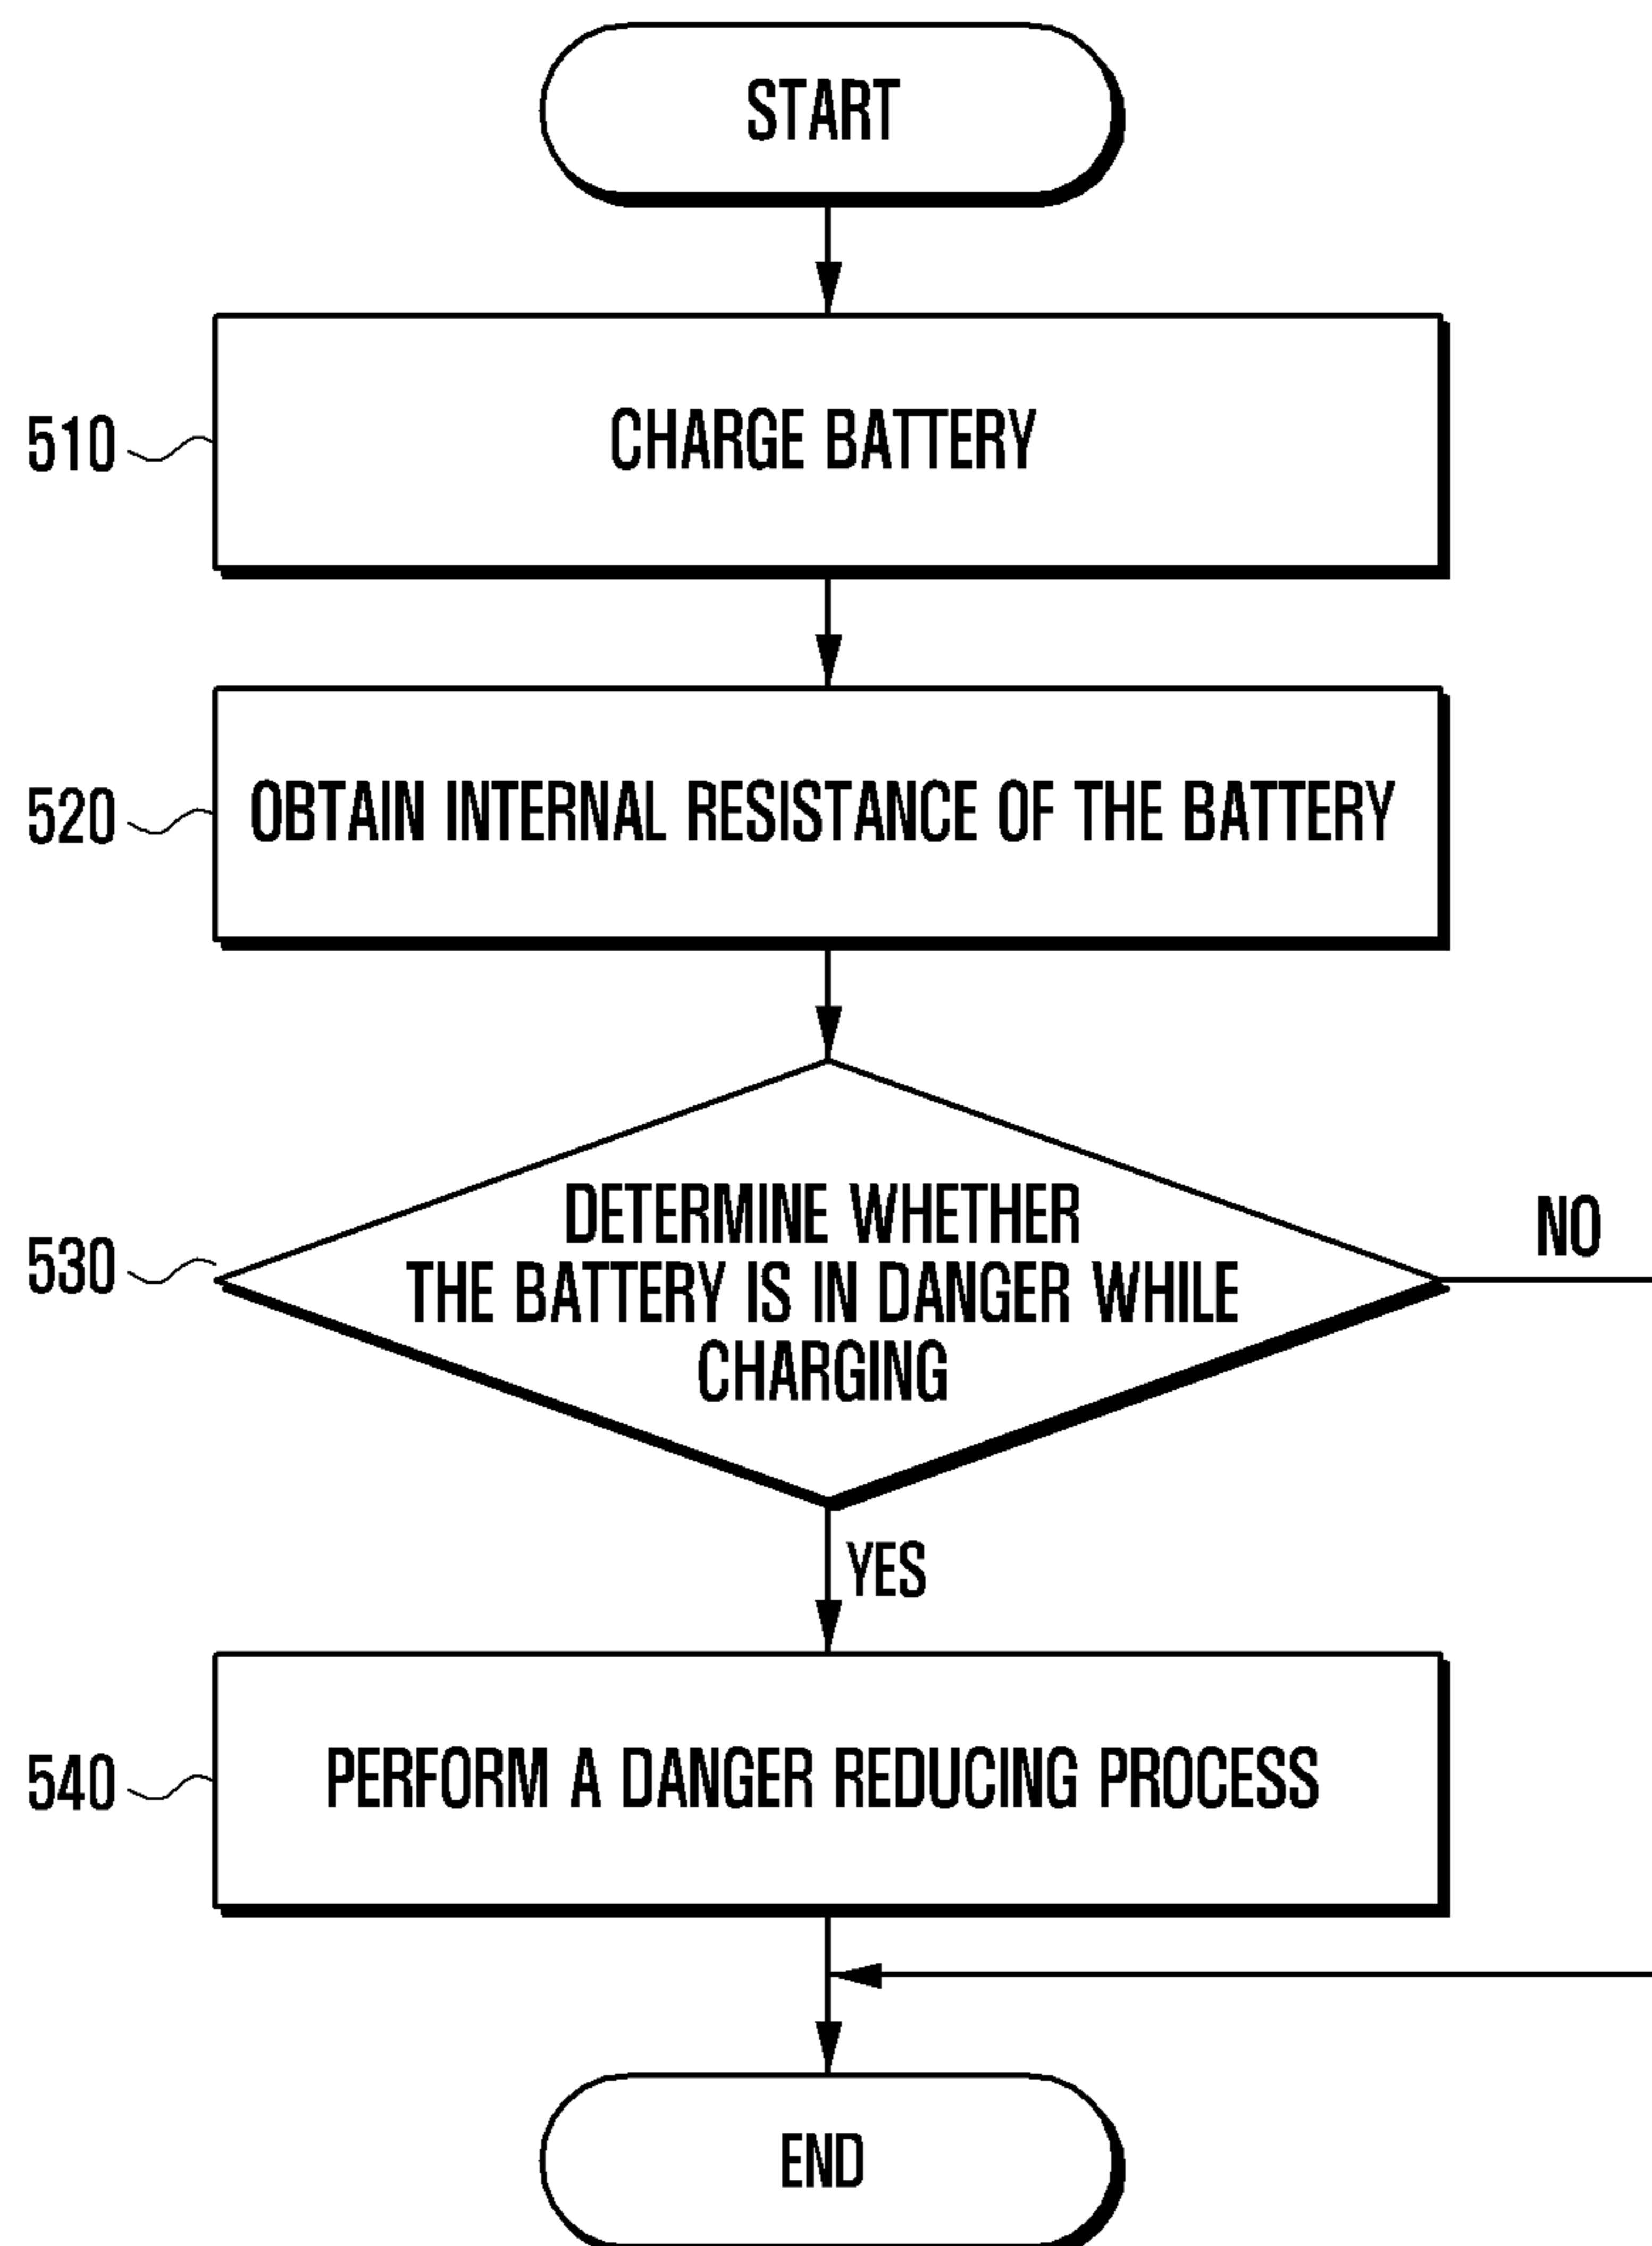 START
510
CHARGE BATTERY
520
OBTAIN INTERNAL RESISTANCE OF THE BATTERY
530
DETERMINE WHETHER
THE BATTERY IS IN DANGER WHILE
CHARGING
NO
YES
540
PERFORM A DANGER REDUCING PROCESS
END